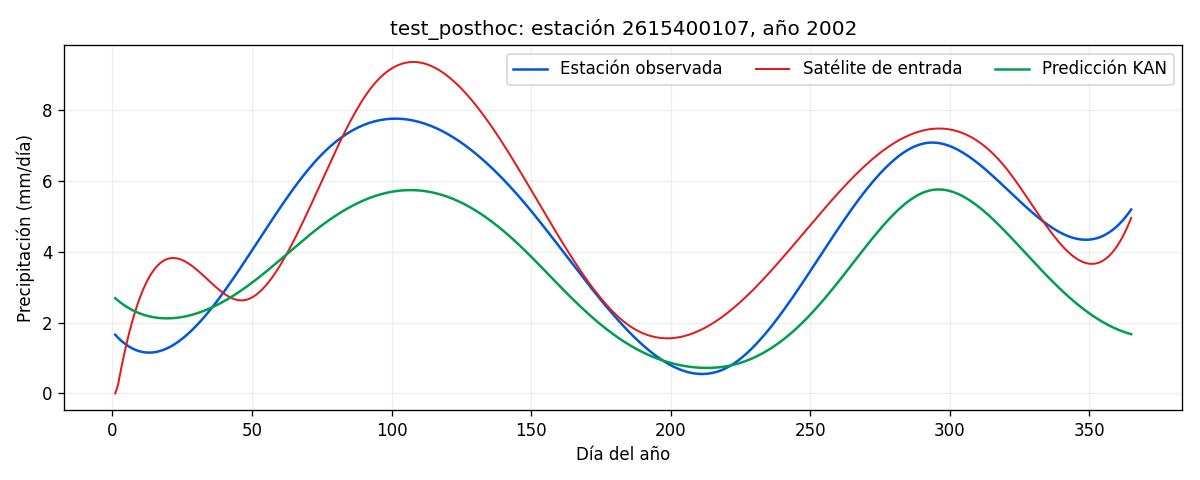 test_posthoc: estación 2615400107, año 2002
Estación observada
Satélite de entrada
Predicción KAN
Precipitación (mm/día)
8
6
4
2
0
0
50
100
150
200
250
300
350
Día del año